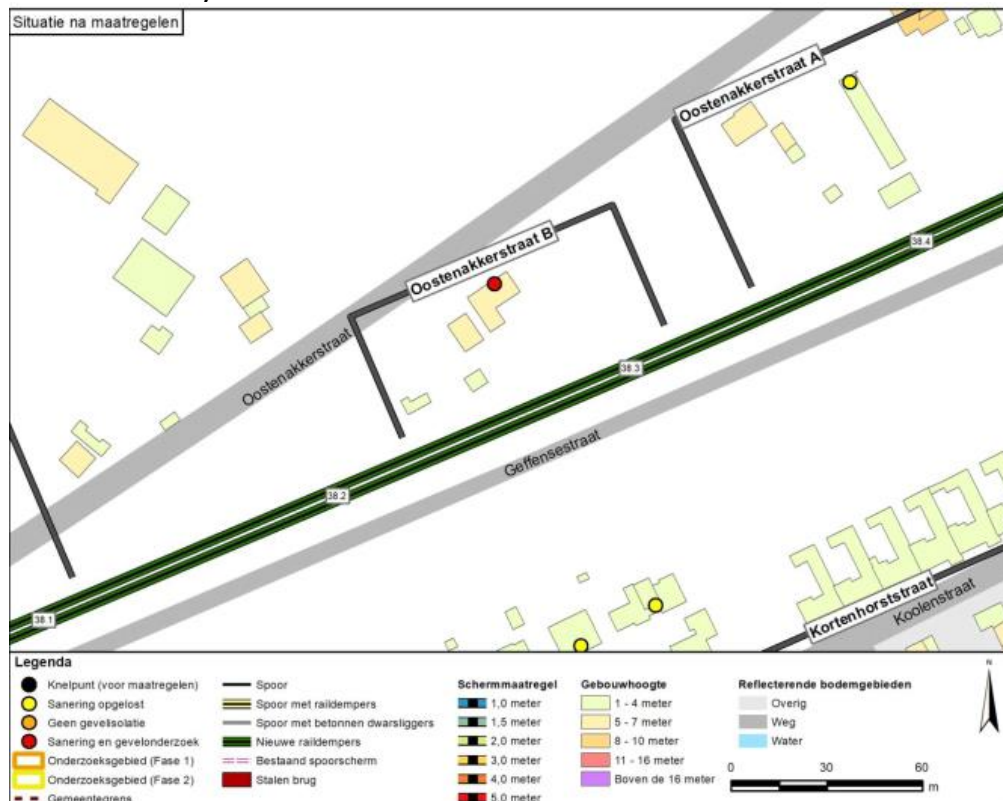 Situatie na maatregelen
Oostenakkerstraat A
Oostenakkerstraat B
Oostenakkerstraat
38.4
38.3
Geffensestraat
38.2
38.1
Kortenhorststraat
Koolenstraat
Legenda
Knelpunt (voor maatregelen)
Sanering opgelost
Geen gevelisolatie
Sanering en gevelonderzoek
Onderzoeksgebied (Fase 1)
Onderzoeksgebied (Fase 2)
Gemeentegrens
Spoor
Spoor met raildempers
Spoor met betonnen dwarsliggers
Nieuwe raildempers
Bestaand spoorscherm
Stalen brug
Schermmaatregel
1,0 meter
1,5 meter
2,0 meter
3,0 meter
4,0 meter
5,0 meter
Gebouwhoogte
1 - 4 meter
5 - 7 meter
8 - 10 meter
11 - 16 meter
Boven de 16 meter
Reflecterende bodemgebieden
Overig
Weg
Water
N
0 30 60
m